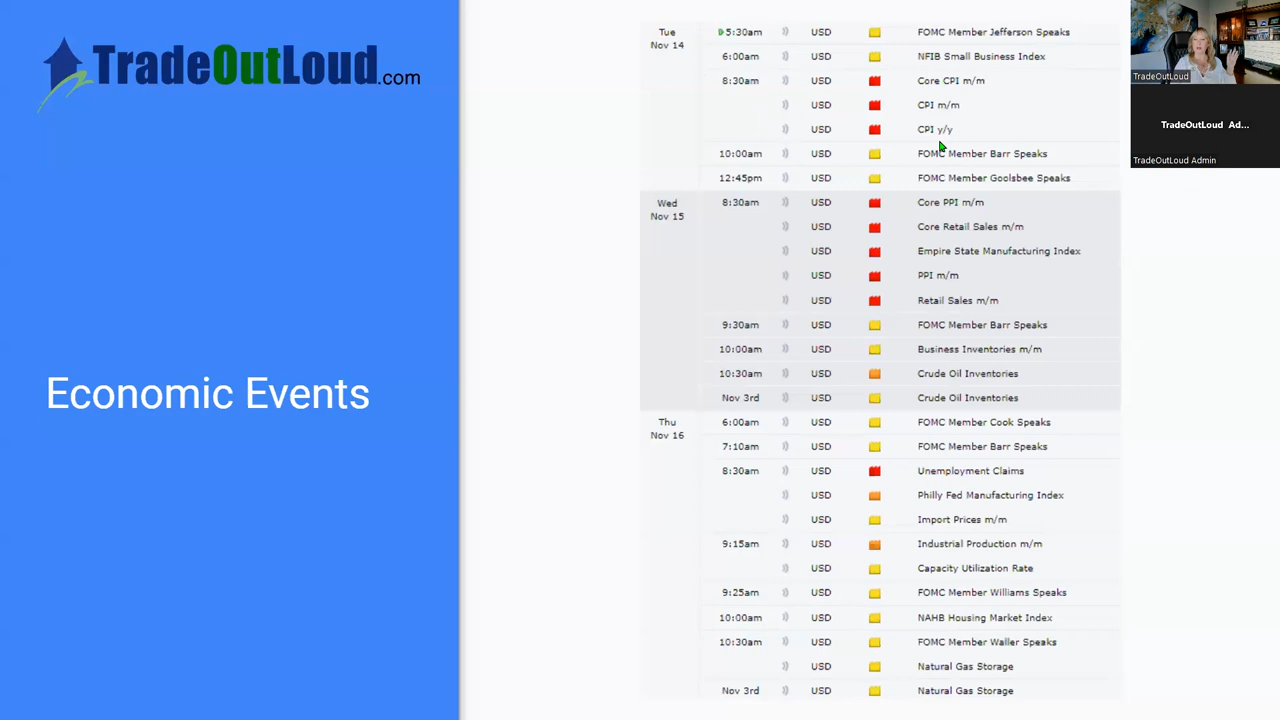 TradeOutLoud.com
Economic Events
Tue Nov 14 5:30am USD FOMC Member Jefferson Speaks
6:00am USD NFIB Small Business Index
8:30am USD Core CPI m/m
USD CPI m/m
USD CPI y/y
10:00am USD FOMC Member Barr Speaks
12:45pm USD FOMC Member Goolsbee Speaks
Wed Nov 15 8:30am USD Core PPI m/m
USD Core Retail Sales m/m
USD Empire State Manufacturing Index
USD PPI m/m
USD Retail Sales m/m
9:30am USD FOMC Member Barr Speaks
10:00am USD Business Inventories m/m
10:30am USD Crude Oil Inventories
Nov 3rd USD Crude Oil Inventories
Thu Nov 16 6:00am USD FOMC Member Cook Speaks
7:10am USD FOMC Member Barr Speaks
8:30am USD Unemployment Claims
USD Philly Fed Manufacturing Index
USD Import Prices m/m
9:15am USD Industrial Production m/m
USD Capacity Utilization Rate
9:25am USD FOMC Member Williams Speaks
10:00am USD NAHB Housing Market Index
10:30am USD FOMC Member Waller Speaks
USD Natural Gas Storage
Nov 3rd USD Natural Gas Storage
TradeOutLoud
TradeOutLoud Ad...
TradeOutLoud Admin